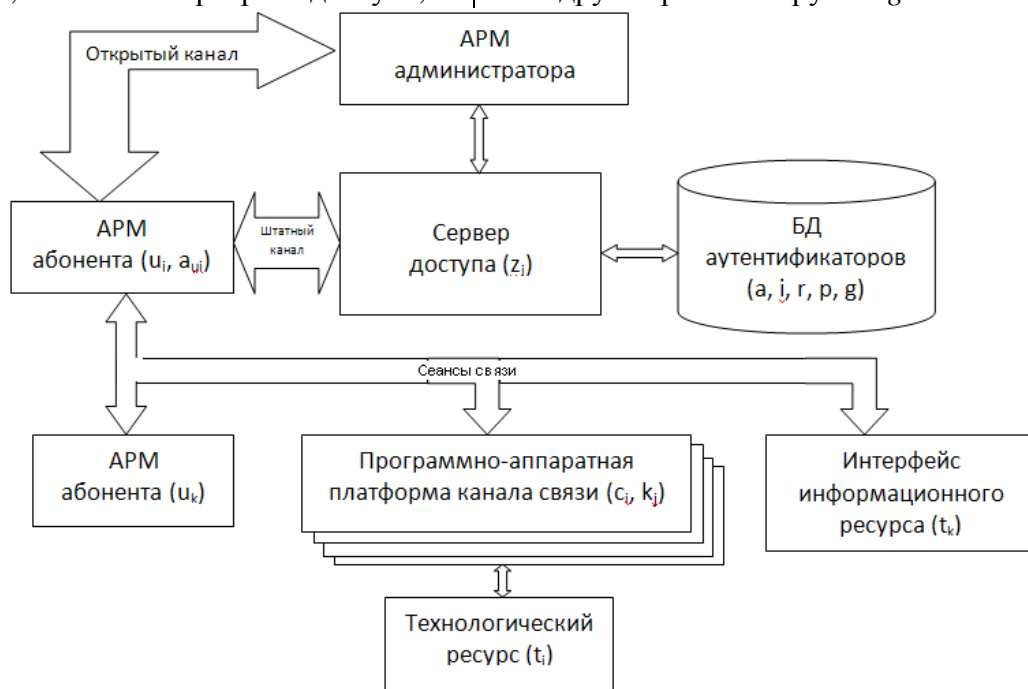 Открытый канал
АРМ
администратора
АРМ
абонента (uᵢ, aᵤᵢ)
Штатный
канал
Сервер
доступа (zⱼ)
БД
аутентификаторов
(a, i, r, p, g)
Сеансы связи
АРМ
абонента (uₖ)
Программно-аппаратная
платформа канала связи (cᵢ, kⱼ)
Интерфейс
информационного
ресурса (tₖ)
Технологический
ресурс (tᵢ)